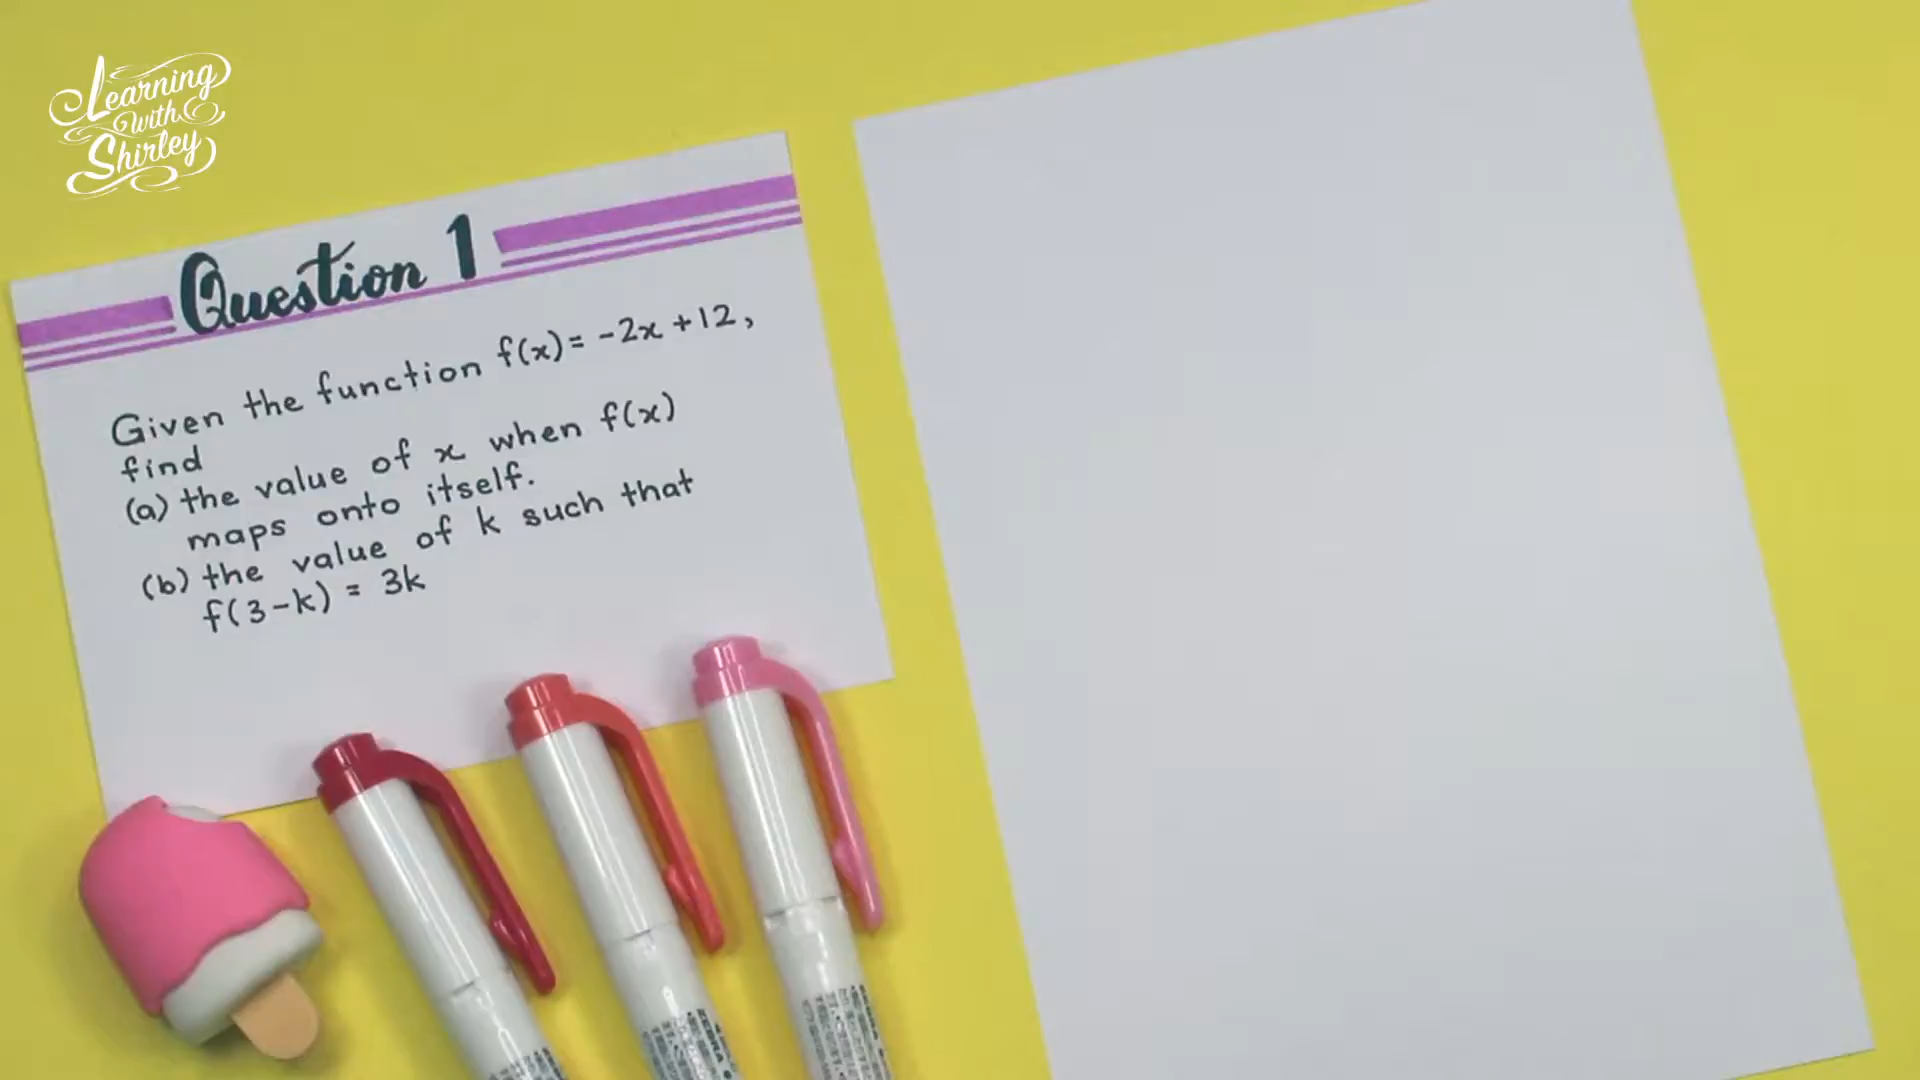 Learning
with
Shirley
Question 1
Given the function f(x) = -2x + 12,
find
(a) the value of x when f(x)
maps onto itself.
(b) the value of k such that
f(3-k) = 3k
ZEBRA